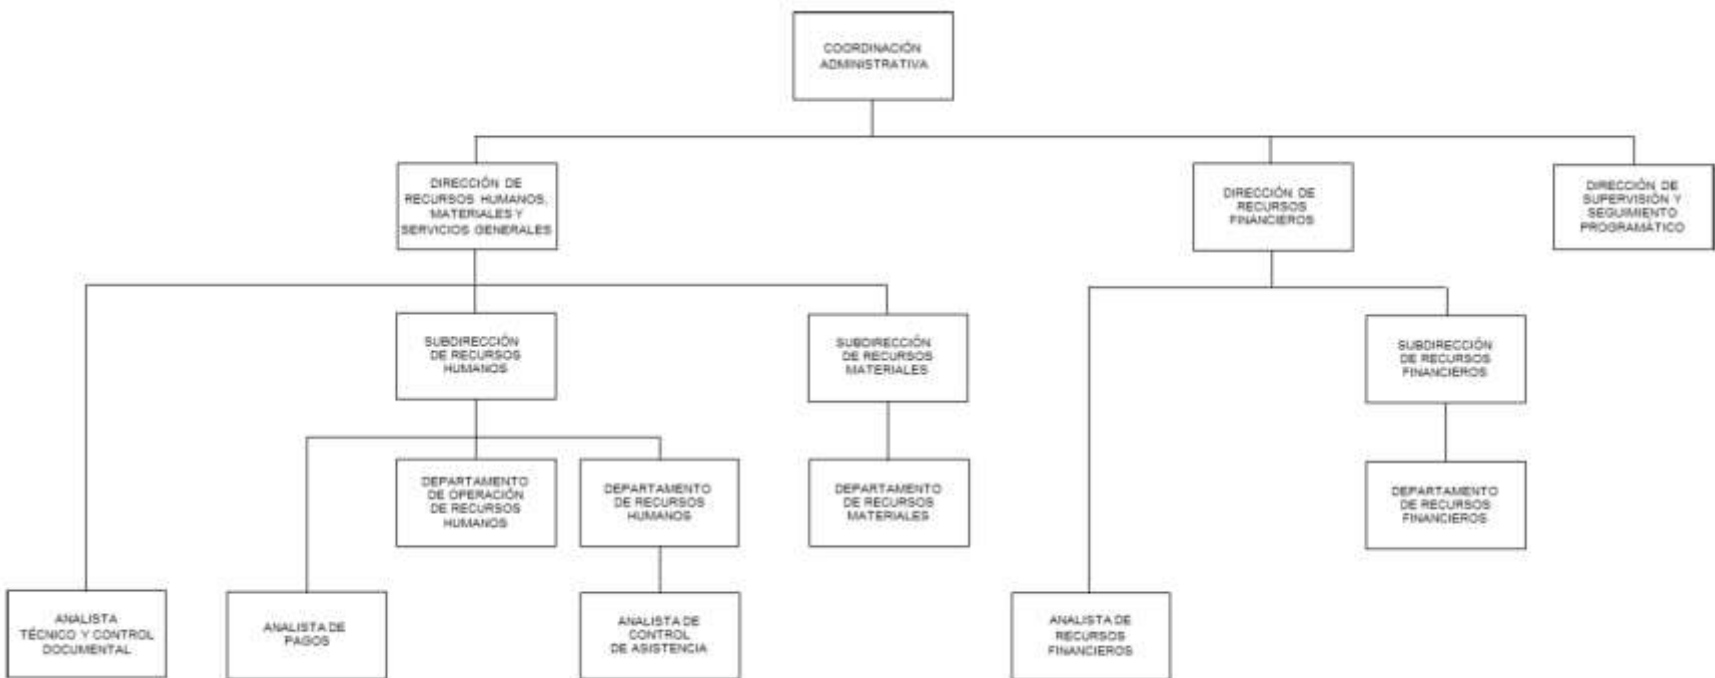 COORDINACIÓN
ADMINISTRATIVA
DIRECCIÓN DE
RECURSOS HUMANOS,
MATERIALES Y
SERVICIOS GENERALES
DIRECCIÓN DE
RECURSOS
FINANCIEROS
DIRECCIÓN DE
SUPERVISIÓN Y
SEGUIMIENTO
PROGRAMÁTICO
SUBDIRECCIÓN
DE RECURSOS
HUMANOS
SUBDIRECCIÓN
DE RECURSOS
MATERIALES
SUBDIRECCIÓN
DE RECURSOS
FINANCIEROS
DEPARTAMENTO
DE OPERACIÓN
DE RECURSOS
HUMANOS
DEPARTAMENTO
DE RECURSOS
HUMANOS
DEPARTAMENTO
DE RECURSOS
MATERIALES
DEPARTAMENTO
DE RECURSOS
FINANCIEROS
ANALISTA
TÉCNICO Y CONTROL
DOCUMENTAL
ANALISTA DE
PAGOS
ANALISTA DE
CONTROL
DE ASISTENCIA
ANALISTA DE
RECURSOS
FINANCIEROS